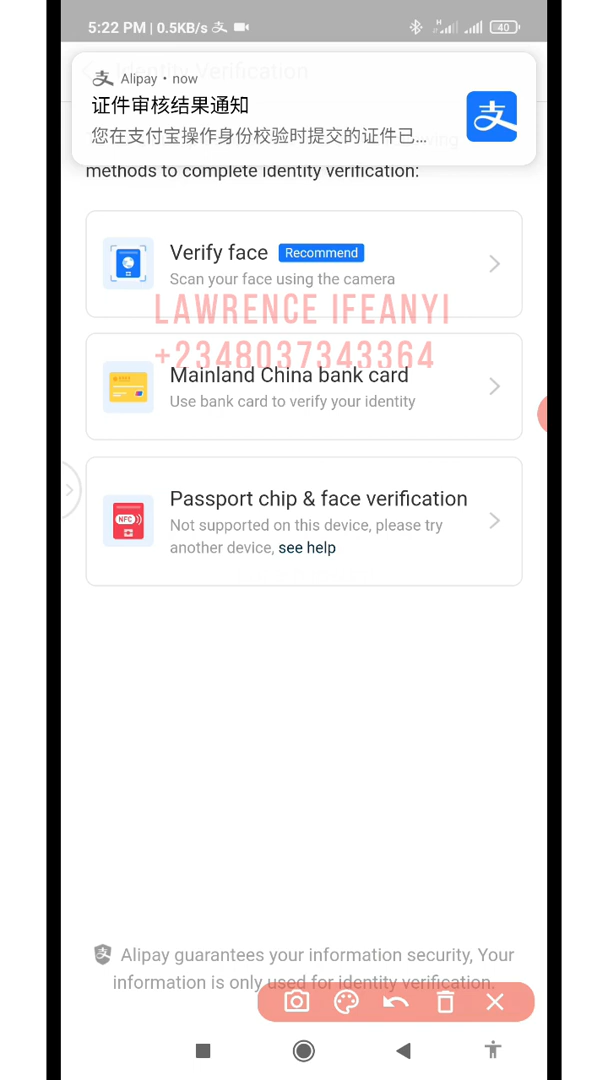 5:22 PM | 0.5KB/s
40
Alipay • now
证件审核结果通知
您在支付宝操作身份校验时提交的证件已...
支
Identity Verification
methods to complete identity verification:
Verify face
Recommend
Scan your face using the camera
LAWRENCE IFEANYI
+2348037343364
Mainland China bank card
Use bank card to verify your identity
Passport chip & face verification
NFC
Not supported on this device, please try
another device, see help
Alipay guarantees your information security, Your
information is only used for identity verification.